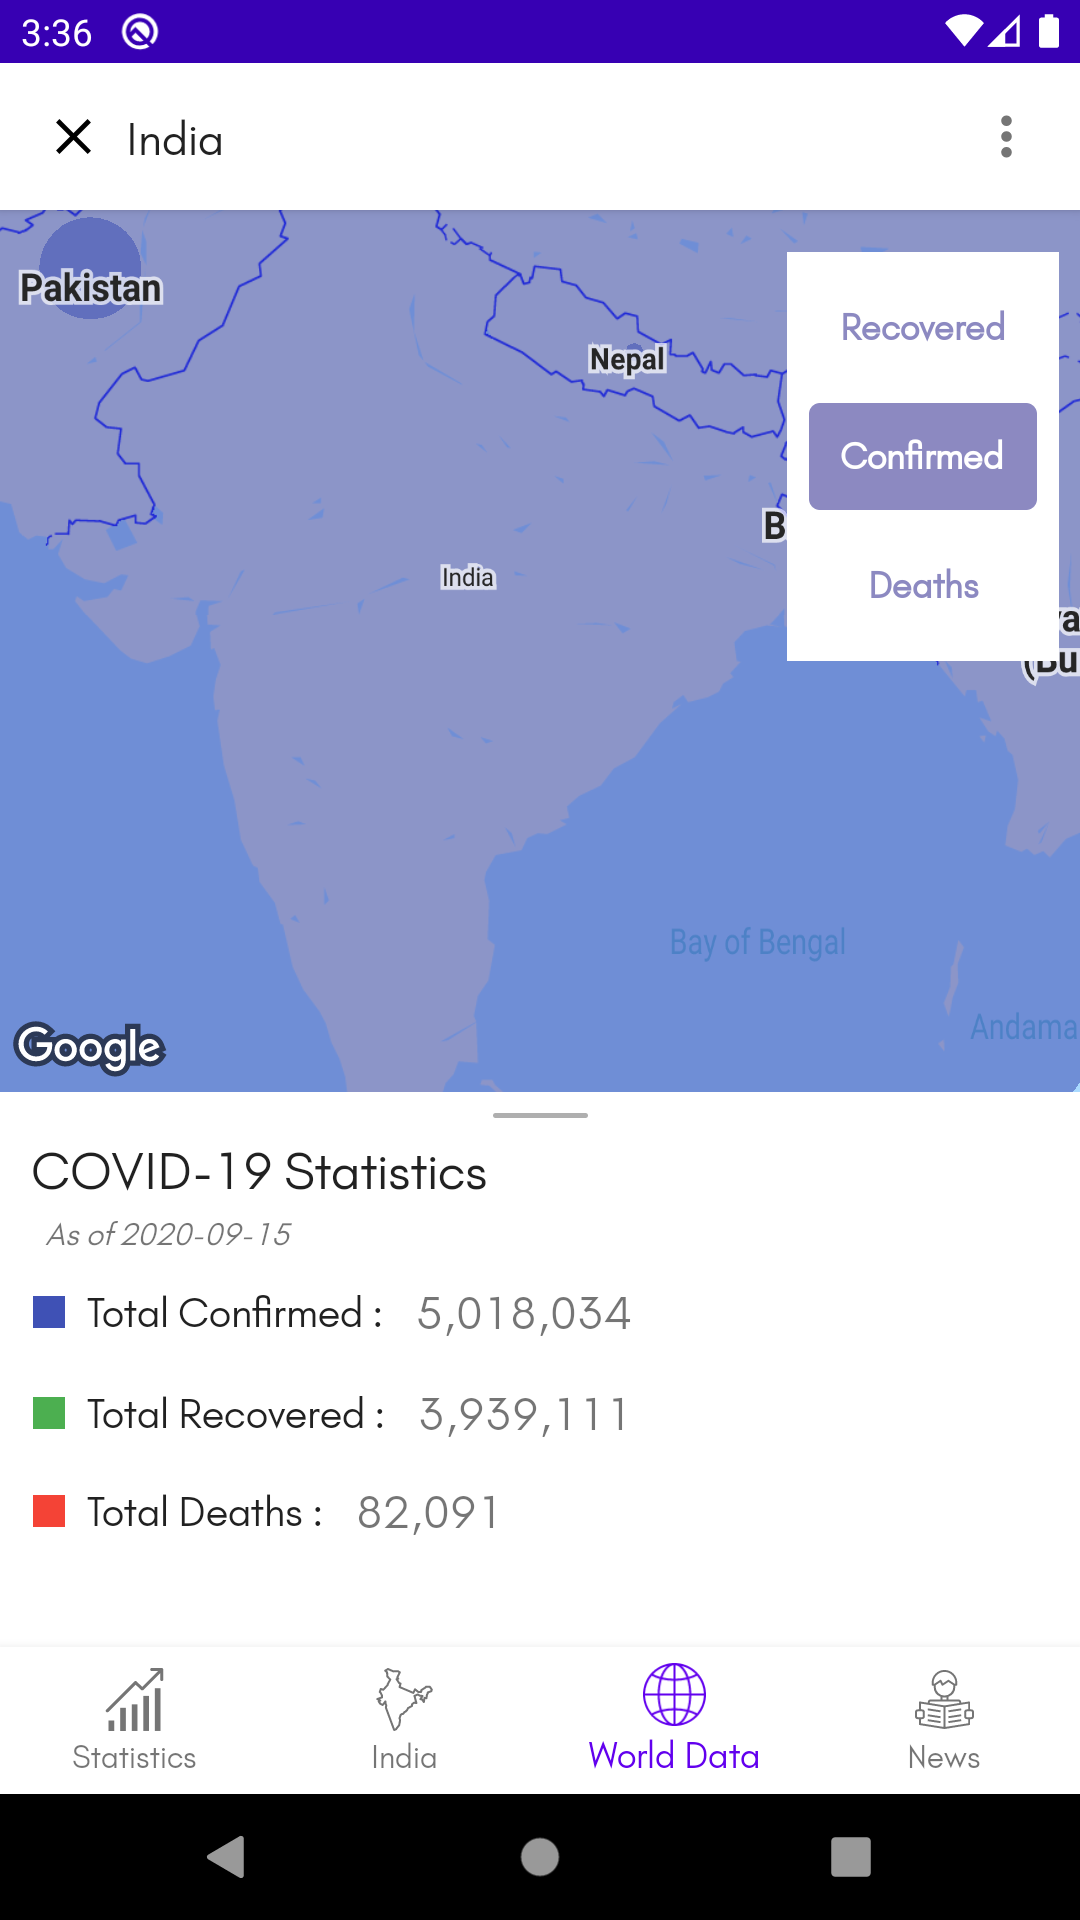 3:36
India
Pakistan
Nepal
Recovered
Confirmed
Deaths
B
India
ya
(Bu
Bay of Bengal
Andama
Google
COVID-19 Statistics
As of 2020-09-15
Total Confirmed : 5,018,034
Total Recovered : 3,939,111
Total Deaths : 82,091
Statistics
India
World Data
News